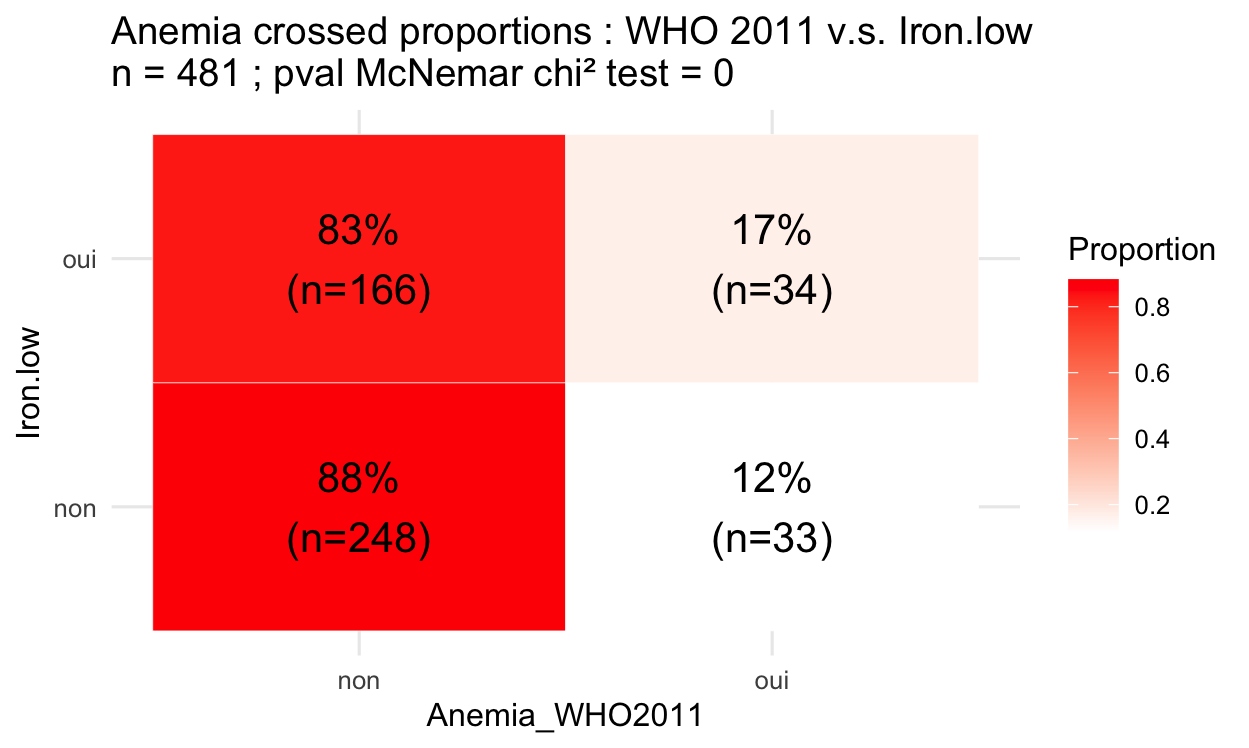 Anemia crossed proportions : WHO 2011 v.s. Iron.low
n = 481 ; pval McNemar chi² test = 0
83%
(n=166)
17%
(n=34)
oui
Iron.low
88%
(n=248)
12%
(n=33)
non
non
oui
Anemia_WHO2011
Proportion
0.8
0.6
0.4
0.2